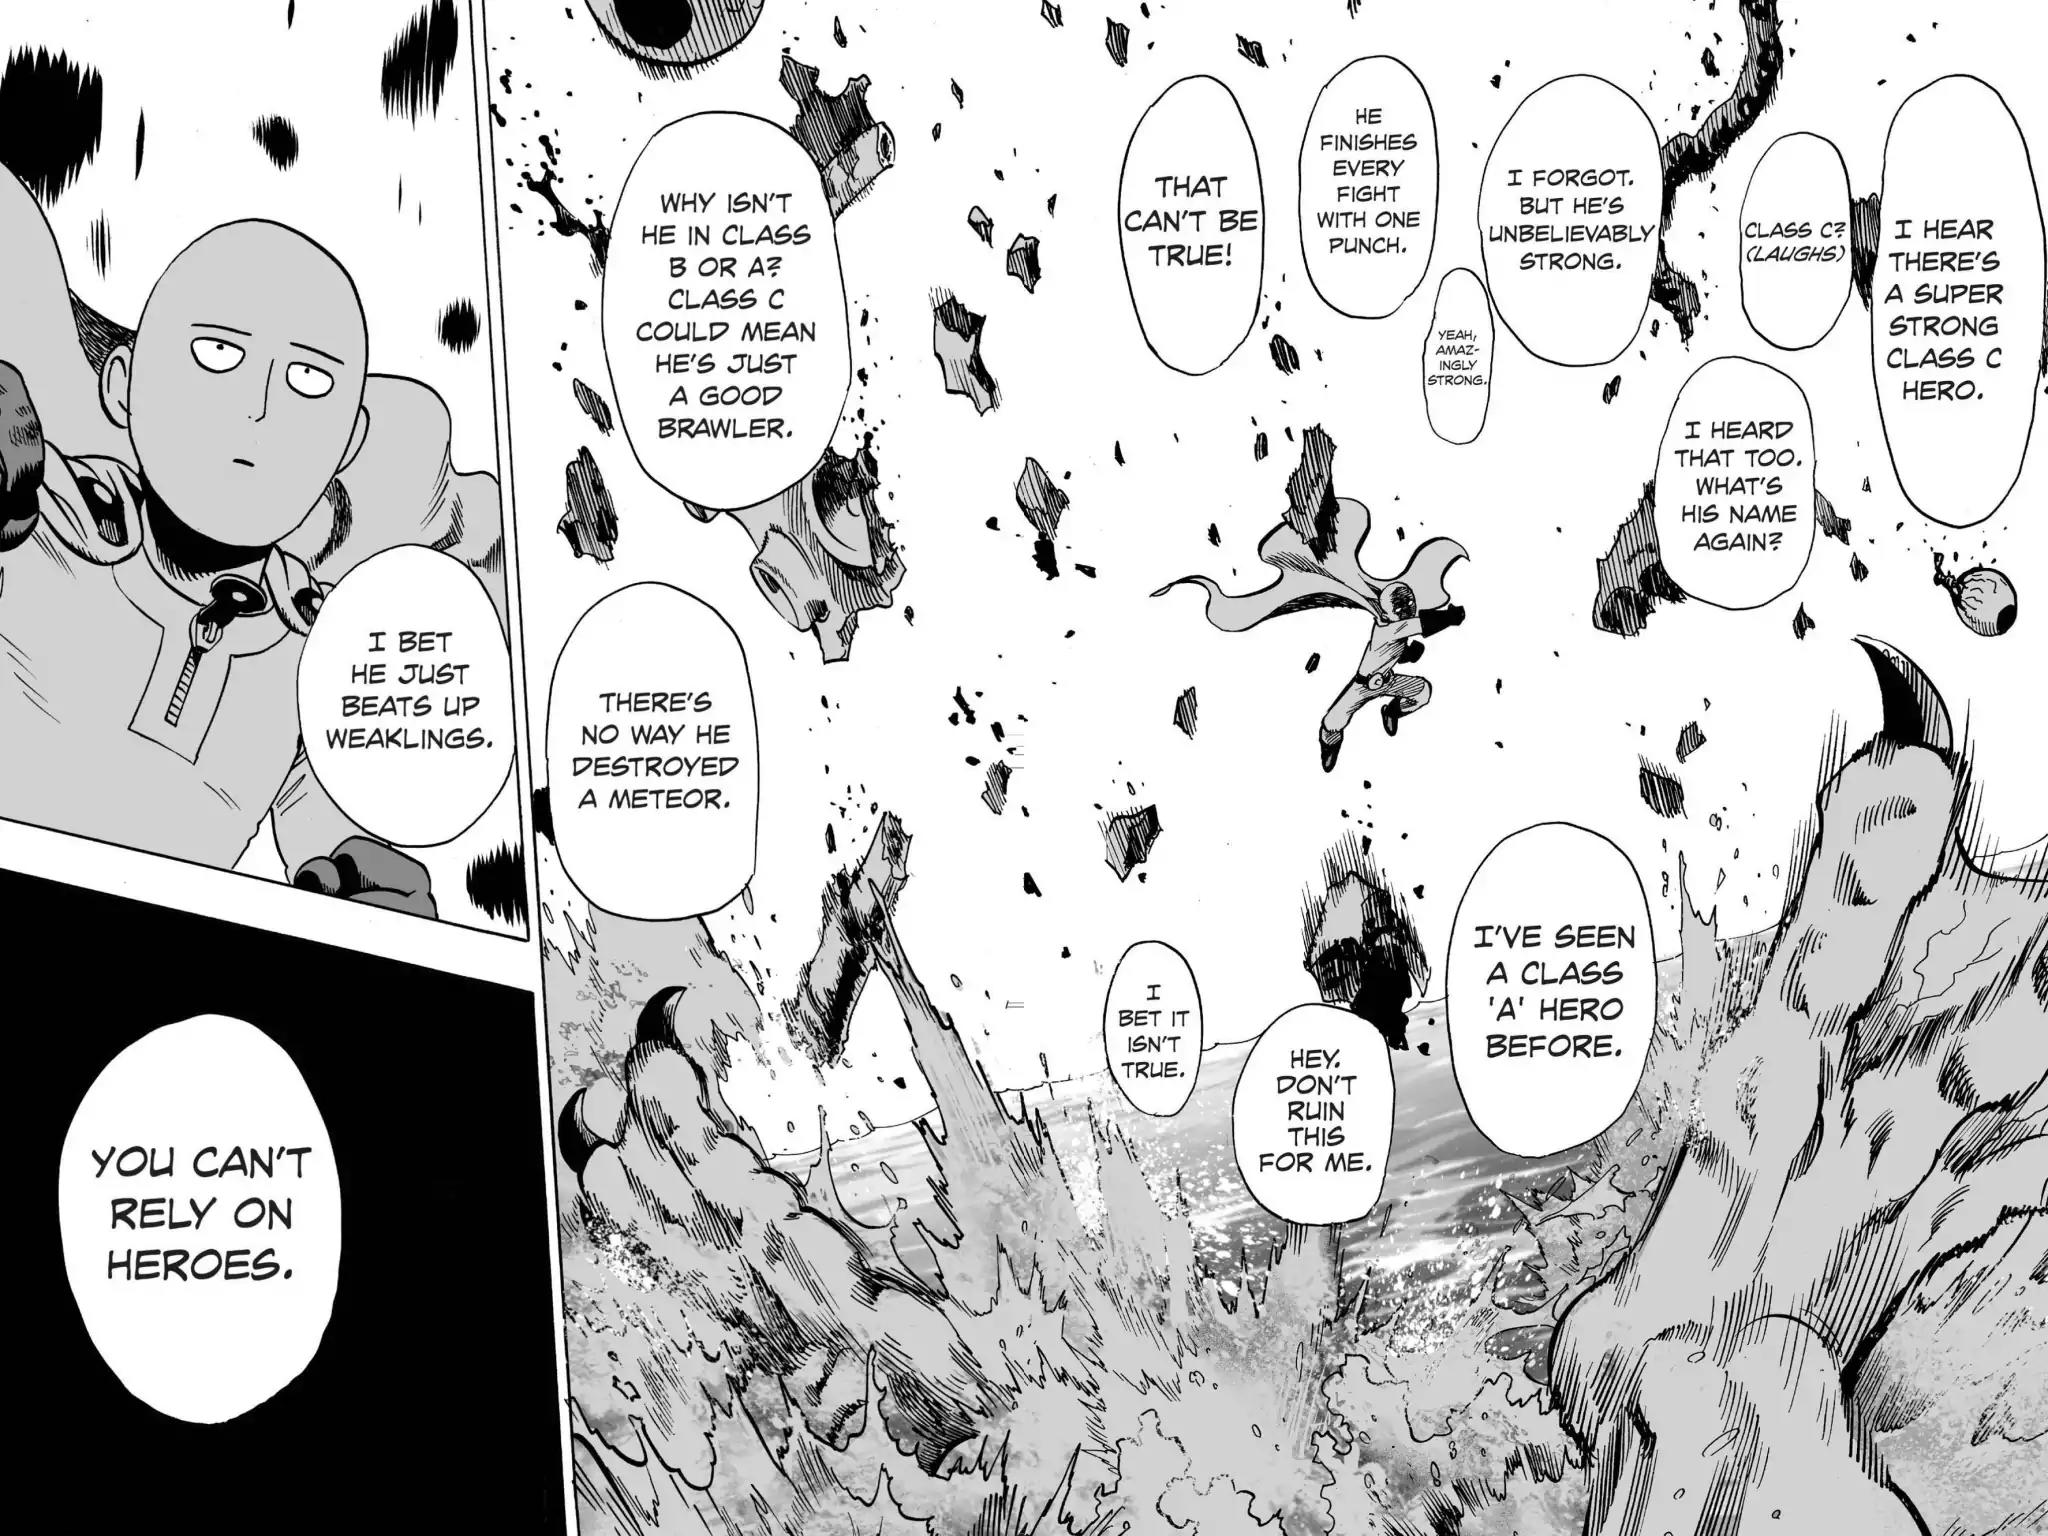 I HEAR
THERE'S
A SUPER
STRONG
CLASS C
HERO.
CLASS C?
(LAUGHS)
I HEARD
THAT TOO.
WHAT'S
HIS NAME
AGAIN?
I FORGOT.
BUT HE'S
UNBELIEVABLY
STRONG.
YEAH,
AMAZ-
INGLY
STRONG.
HE
FINISHES
EVERY
FIGHT
WITH ONE
PUNCH.
THAT
CAN'T BE
TRUE!
I'VE SEEN
A CLASS
'A' HERO
BEFORE.
HEY.
DON'T
RUIN
THIS
FOR ME.
I
BET IT
ISN'T
TRUE.
WHY ISN'T
HE IN CLASS
B OR A?
CLASS C
COULD MEAN
HE'S JUST
A GOOD
BRAWLER.
THERE'S
NO WAY HE
DESTROYED
A METEOR.
I BET
HE JUST
BEATS UP
WEAKLINGS.
YOU CAN'T
RELY ON
HEROES.